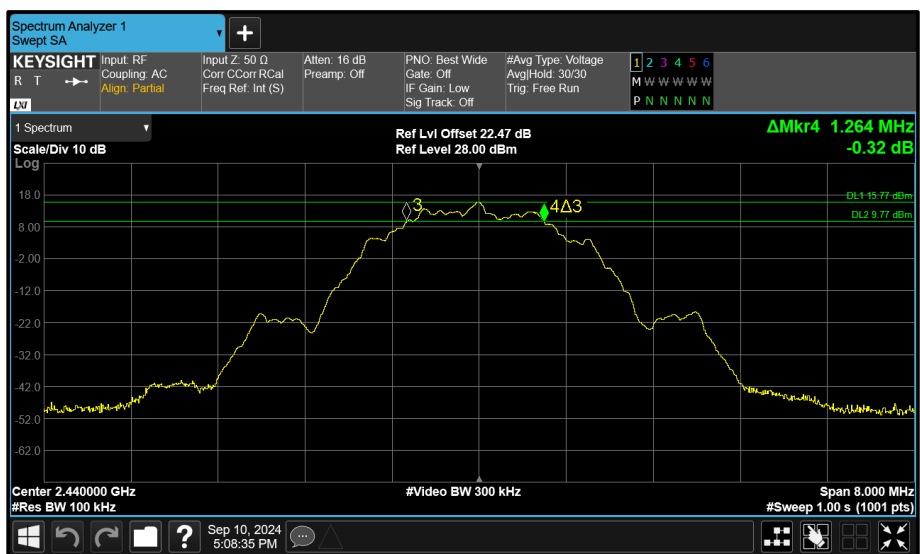 Spectrum Analyzer 1
Swept SA
+
KEYSIGHT
R T
LXI
Input: RF
Coupling: AC
Align: Partial
Input Z: 50 Ω
Corr CCorr RCal
Freq Ref: Int (S)
Atten: 16 dB
Preamp: Off
PNO: Best Wide
Gate: Off
IF Gain: Low
Sig Track: Off
#Avg Type: Voltage
Avg|Hold: 30/30
Trig: Free Run
1 2 3 4 5 6
M W W W W W
P N N N N N
1 Spectrum
Scale/Div 10 dB
Log
Ref Lvl Offset 22.47 dB
Ref Level 28.00 dBm
ΔMkr4 1.264 MHz
-0.32 dB
18.0
8.00
-2.00
-12.0
-22.0
-32.0
-42.0
-52.0
-62.0
3
4Δ3
DL1 15.77 dBm
DL2 9.77 dBm
Center 2.440000 GHz
#Res BW 100 kHz
#Video BW 300 kHz
Span 8.000 MHz
#Sweep 1.00 s (1001 pts)
?
Sep 10, 2024
5:08:35 PM